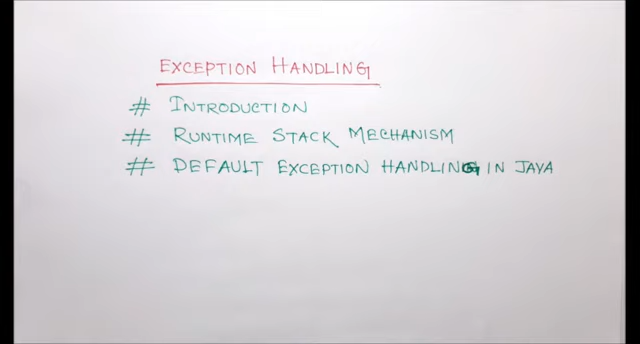 EXCEPTION HANDLING
# INTRODUCTION
# RUNTIME STACK MECHANISM
# DEFAULT EXCEPTION HANDLING IN JAVA